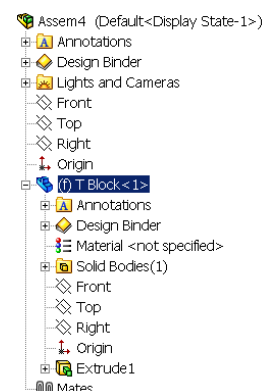 Assem4 (Default<Display State-1>)
Annotations
Design Binder
Lights and Cameras
Front
Top
Right
Origin
(f) T Block<1>
Annotations
Design Binder
Material <not specified>
Solid Bodies(1)
Front
Top
Right
Origin
Extrude1
Mates